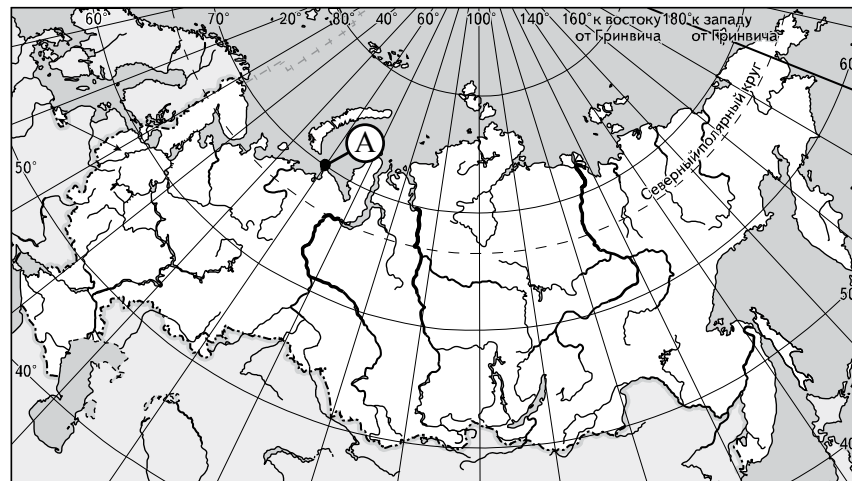 60° 70° 20° 80° 40° 60° 100° 140° 160° к востоку 180° к западу
от Гринвича от Гринвича
60
Северный полярный круг
А
50°
50
40°
40